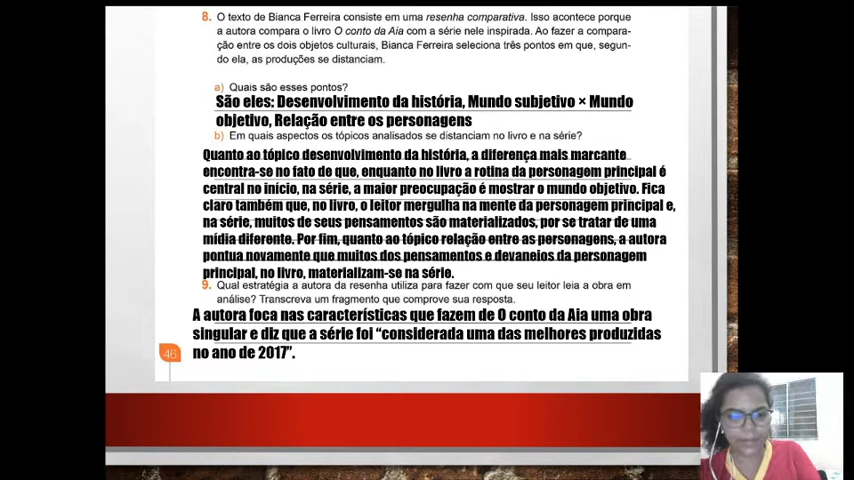 8. O texto de Bianca Ferreira consiste em uma resenha comparativa. Isso acontece porque
a autora compara o livro O conto da Aia com a série nele inspirada. Ao fazer a compara-
ção entre os dois objetos culturais, Bianca Ferreira seleciona três pontos em que, segun-
do ela, as produções se distanciam.
a) Quais são esses pontos?
São eles: Desenvolvimento da história, Mundo subjetivo × Mundo
objetivo, Relação entre os personagens
b) Em quais aspectos os tópicos analisados se distanciam no livro e na série?
Quanto ao tópico desenvolvimento da história, a diferença mais marcante
encontra-se no fato de que, enquanto no livro a rotina da personagem principal é
central no início, na série, a maior preocupação é mostrar o mundo objetivo. Fica
claro também que, no livro, o leitor mergulha na mente da personagem principal e,
na série, muitos de seus pensamentos são materializados, por se tratar de uma
mídia diferente. Por fim, quanto ao tópico relação entre as personagens, a autora
pontua novamente que muitos dos pensamentos e devaneios da personagem
principal, no livro, materializam-se na série.
9. Qual estratégia a autora da resenha utiliza para fazer com que seu leitor leia a obra em
análise? Transcreva um fragmento que comprove sua resposta.
A autora foca nas características que fazem de O conto da Aia uma obra
singular e diz que a série foi “considerada uma das melhores produzidas
no ano de 2017”.
46